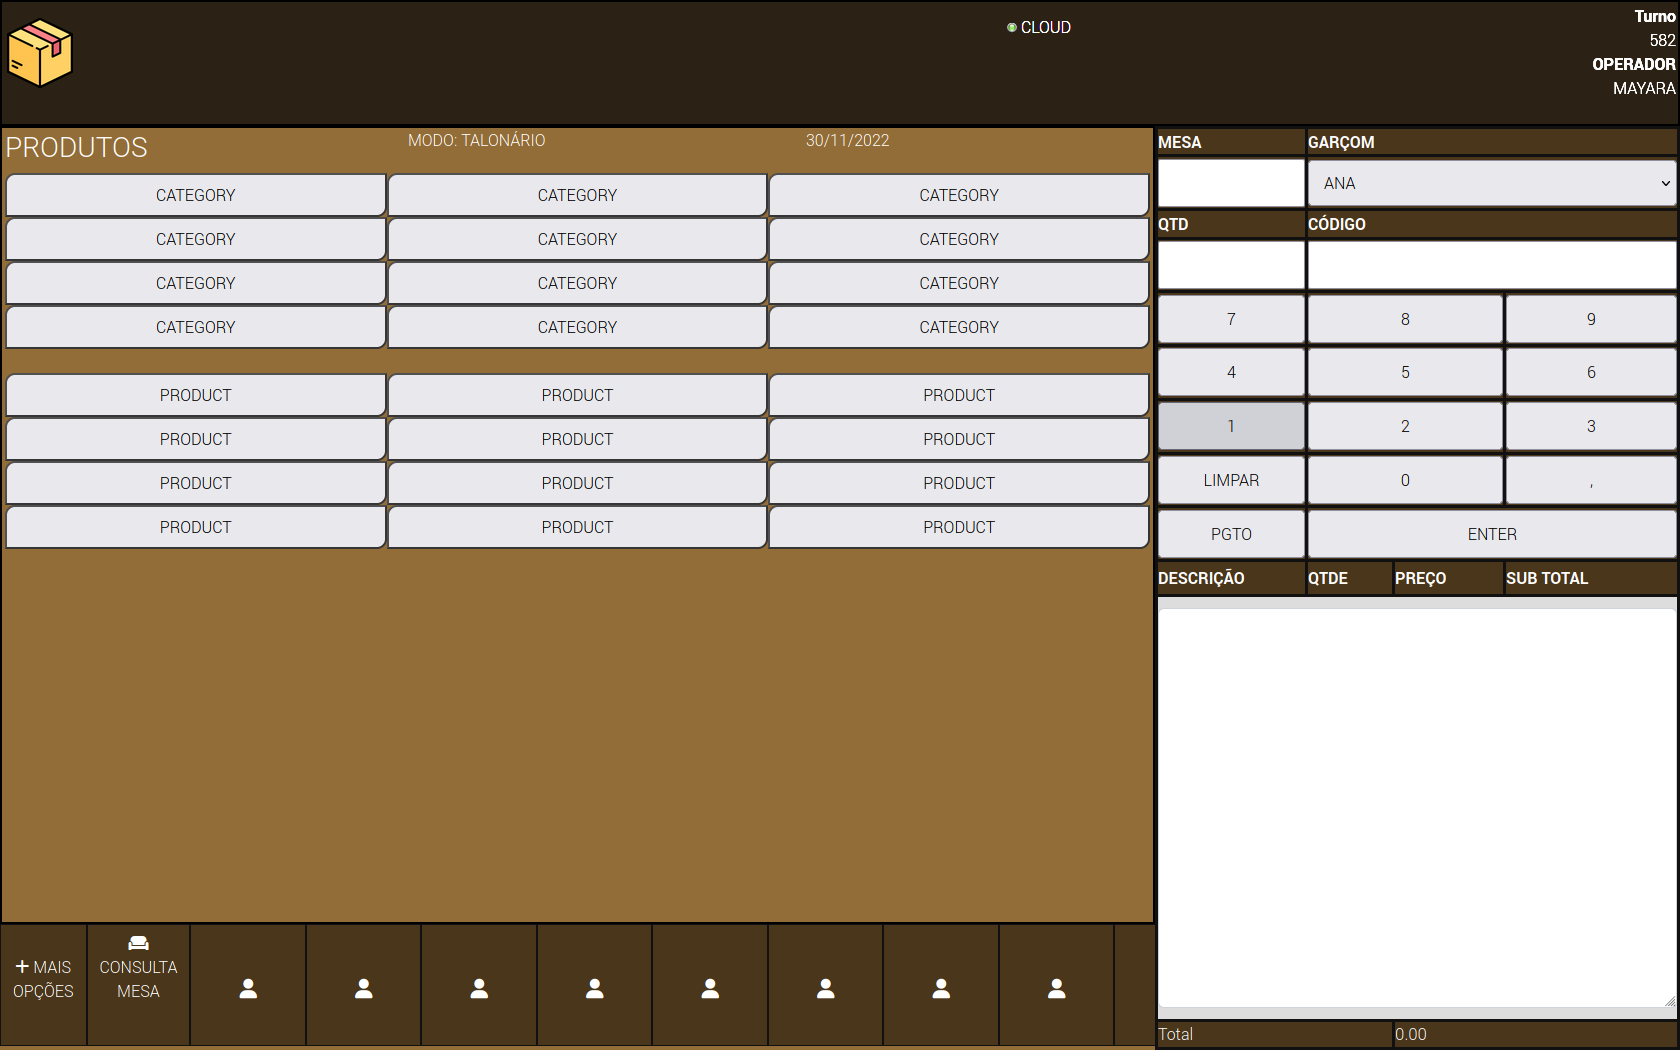 CLOUD
Turno
582
OPERADOR
MAYARA
PRODUTOS
MODO: TALONÁRIO
30/11/2022
CATEGORY CATEGORY CATEGORY
CATEGORY CATEGORY CATEGORY
CATEGORY CATEGORY CATEGORY
CATEGORY CATEGORY CATEGORY
PRODUCT PRODUCT PRODUCT
PRODUCT PRODUCT PRODUCT
PRODUCT PRODUCT PRODUCT
PRODUCT PRODUCT PRODUCT
MAIS
OPÇÕES
CONSULTA
MESA
MESA GARÇOM
ANA
QTD CÓDIGO
7 8 9
4 5 6
1 2 3
LIMPAR 0 ,
PGTO ENTER
DESCRIÇÃO QTDE PREÇO SUB TOTAL
Total 0.00